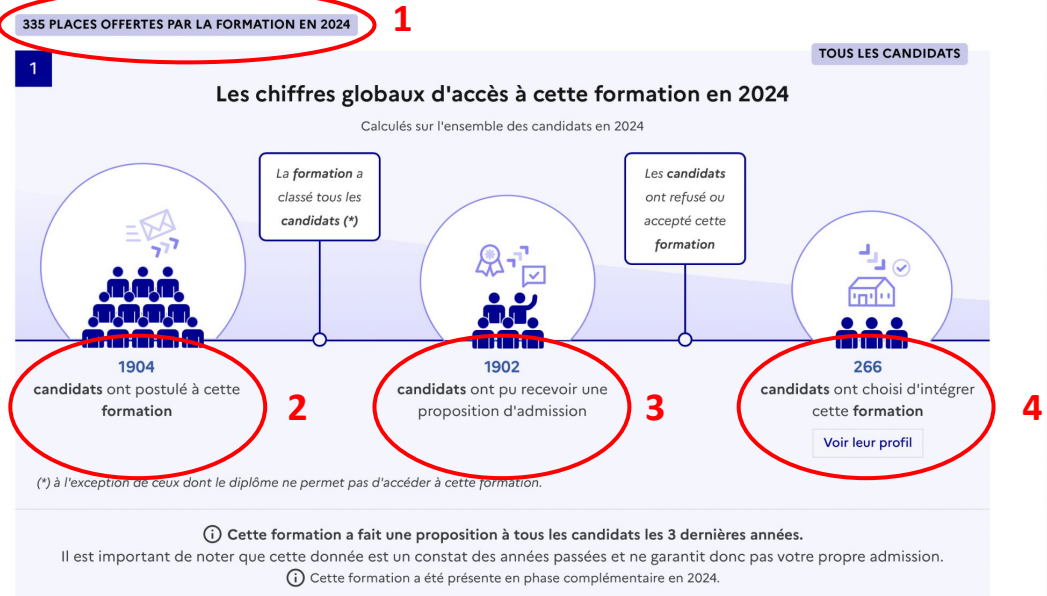 335 PLACES OFFERTES PAR LA FORMATION EN 2024
1
TOUS LES CANDIDATS
1
Les chiffres globaux d'accès à cette formation en 2024
Calculés sur l'ensemble des candidats en 2024
La formation a
classé tous les
candidats (*)
Les candidats
ont refusé ou
accepté cette
formation
1904
candidats ont postulé à cette
formation
2
1902
candidats ont pu recevoir une
proposition d'admission
3
266
candidats ont choisi d'intégrer
cette formation
Voir leur profil
4
(*) à l'exception de ceux dont le diplôme ne permet pas d'accéder à cette formation.
Cette formation a fait une proposition à tous les candidats les 3 dernières années.
Il est important de noter que cette donnée est un constat des années passées et ne garantit donc pas votre propre admission.
Cette formation a été présente en phase complémentaire en 2024.